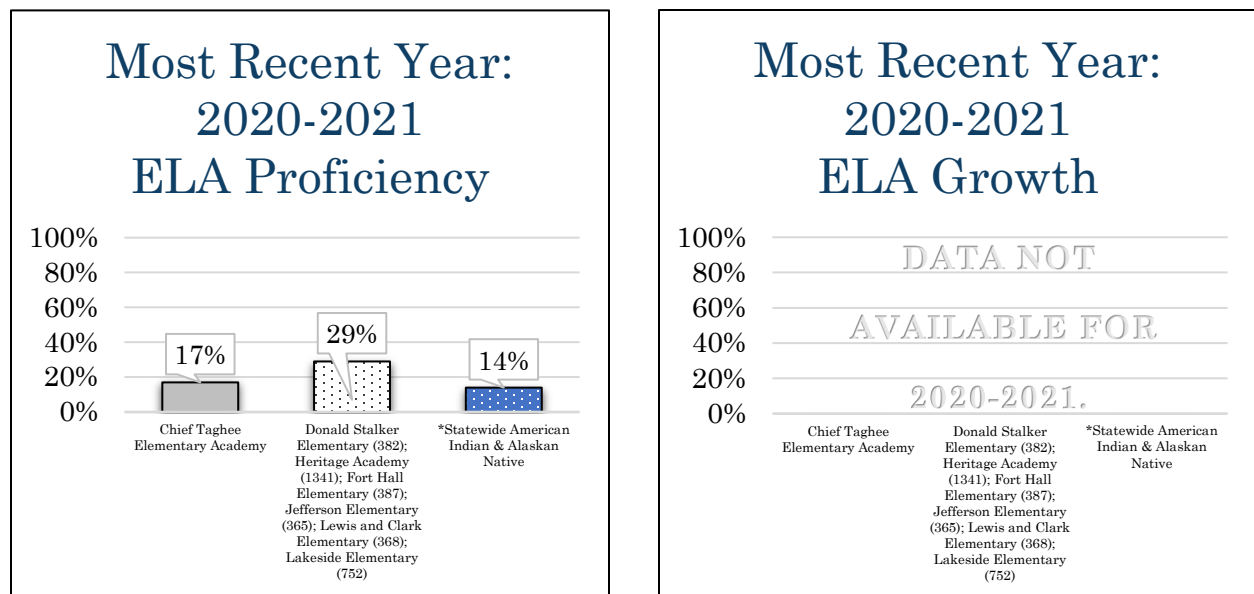 Most Recent Year:
2020-2021
ELA Proficiency
100%
80%
60%
40%
20%
0%
17%
29%
14%
Chief Taghee
Elementary Academy
Donald Stalker
Elementary (382);
Heritage Academy
(1341); Fort Hall
Elementary (387);
Jefferson Elementary
(365); Lewis and Clark
Elementary (368);
Lakeside Elementary
(752)
*Statewide American
Indian & Alaskan
Native
Most Recent Year:
2020-2021
ELA Growth
100%
80%
60%
40%
20%
0%
DATA NOT
AVAILABLE FOR
2020-2021.
Chief Taghee
Elementary Academy
Donald Stalker
Elementary (382);
Heritage Academy
(1341); Fort Hall
Elementary (387);
Jefferson Elementary
(365); Lewis and Clark
Elementary (368);
Lakeside Elementary
(752)
*Statewide American
Indian & Alaskan
Native